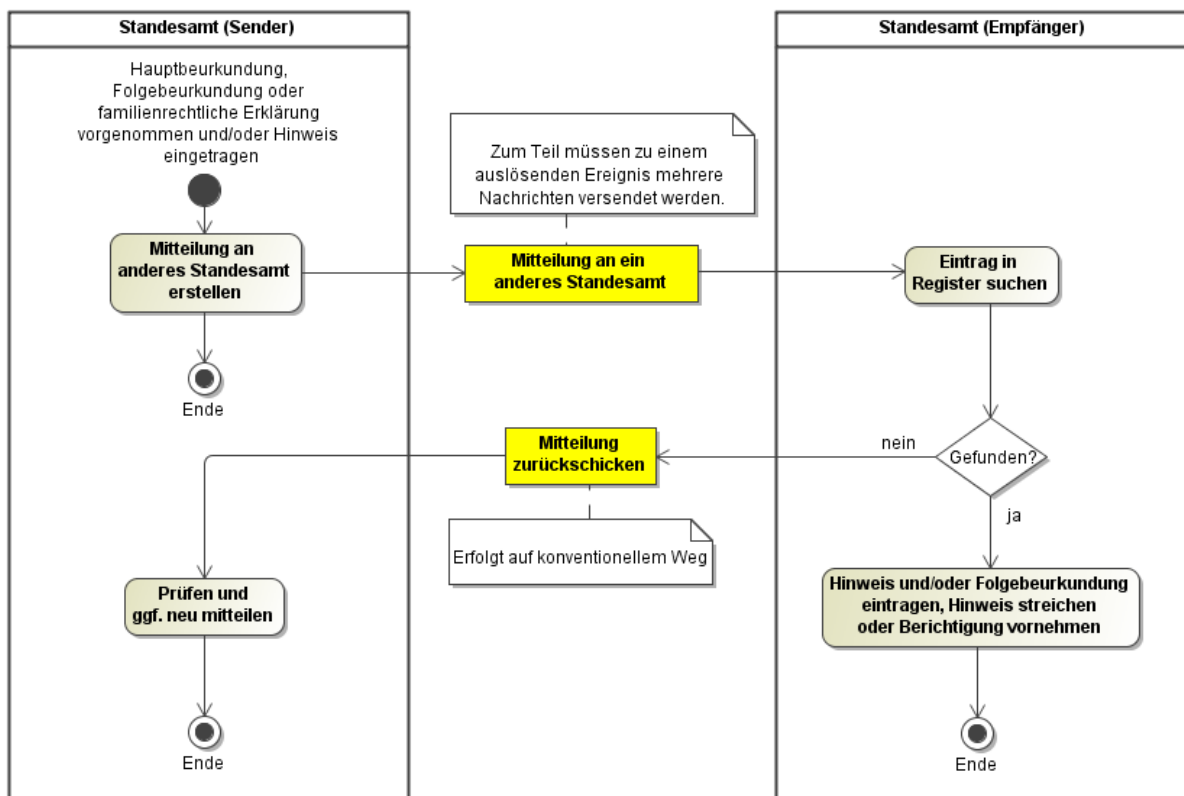 Standesamt (Sender)
Standesamt (Empfänger)
Hauptbeurkundung,
Folgebeurkundung oder
familienrechtliche Erklärung
vorgenommen und/oder Hinweis
eingetragen
Zum Teil müssen zu einem
auslösenden Ereignis mehrere
Nachrichten versendet werden.
Mitteilung an
anderes Standesamt
erstellen
Mitteilung an ein
anderes Standesamt
Eintrag in
Register suchen
Ende
Mitteilung
zurückschicken
nein
Gefunden?
ja
Erfolgt auf konventionellem Weg
Prüfen und
ggf. neu mitteilen
Hinweis und/oder Folgebeurkundung
eintragen, Hinweis streichen
oder Berichtigung vornehmen
Ende
Ende